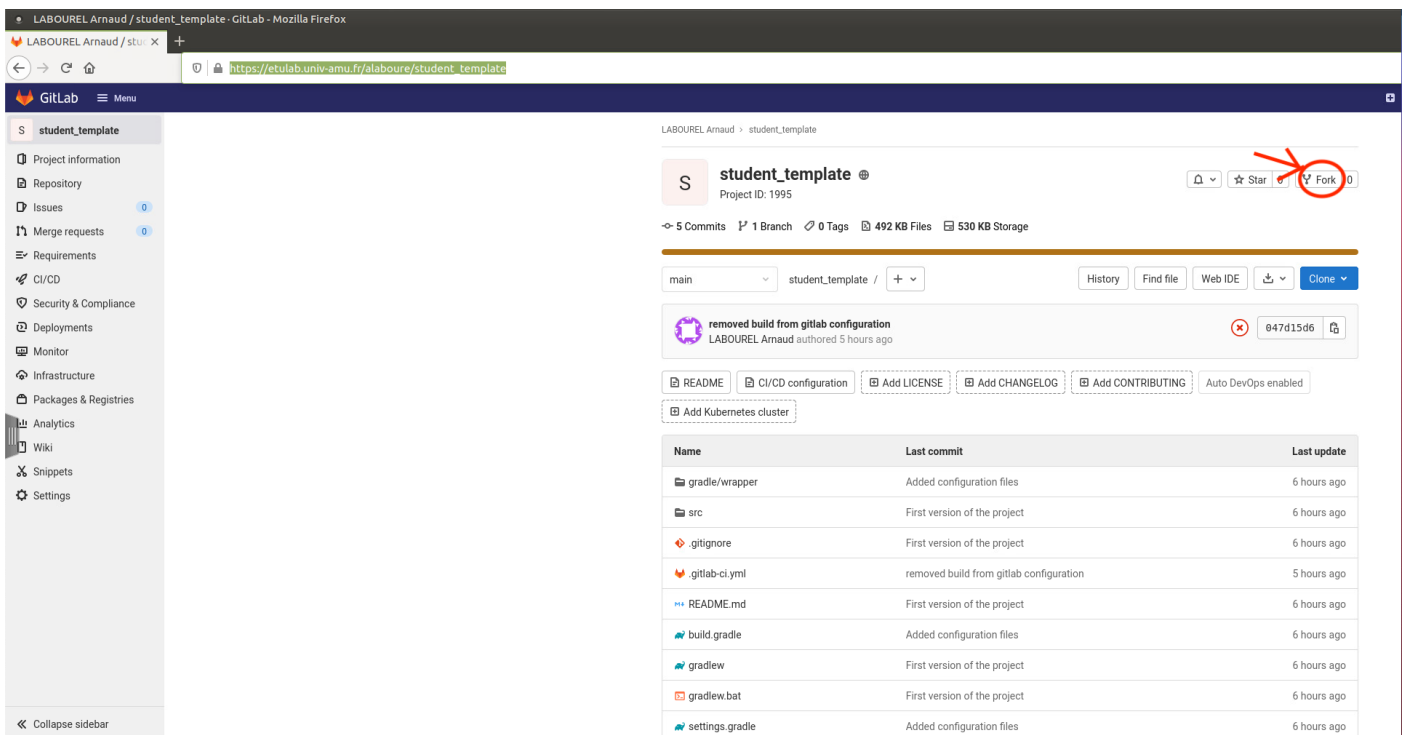 LABOUREL Arnaud / student_template · GitLab - Mozilla Firefox
LABOUREL Arnaud / stu
https://etulab.univ-amu.fr/alaboure/student_template
GitLab Menu
S student_template
Project information
Repository
Issues 0
Merge requests 0
Requirements
CI/CD
Security & Compliance
Deployments
Monitor
Infrastructure
Packages & Registries
Analytics
Wiki
Snippets
Settings
Collapse sidebar
LABOUREL Arnaud > student_template
S
student_template
Project ID: 1995
Star 0 Fork 0
5 Commits 1 Branch 0 Tags 492 KB Files 530 KB Storage
main student_template / + History Find file Web IDE Clone
removed build from gitlab configuration
LABOUREL Arnaud authored 5 hours ago
047d15d6
README CI/CD configuration Add LICENSE Add CHANGELOG Add CONTRIBUTING Auto DevOps enabled
Add Kubernetes cluster
Name Last commit Last update
gradle/wrapper Added configuration files 6 hours ago
src First version of the project 6 hours ago
.gitignore First version of the project 6 hours ago
.gitlab-ci.yml removed build from gitlab configuration 5 hours ago
README.md First version of the project 6 hours ago
build.gradle Added configuration files 6 hours ago
gradlew First version of the project 6 hours ago
gradlew.bat First version of the project 6 hours ago
settings.gradle Added configuration files 6 hours ago